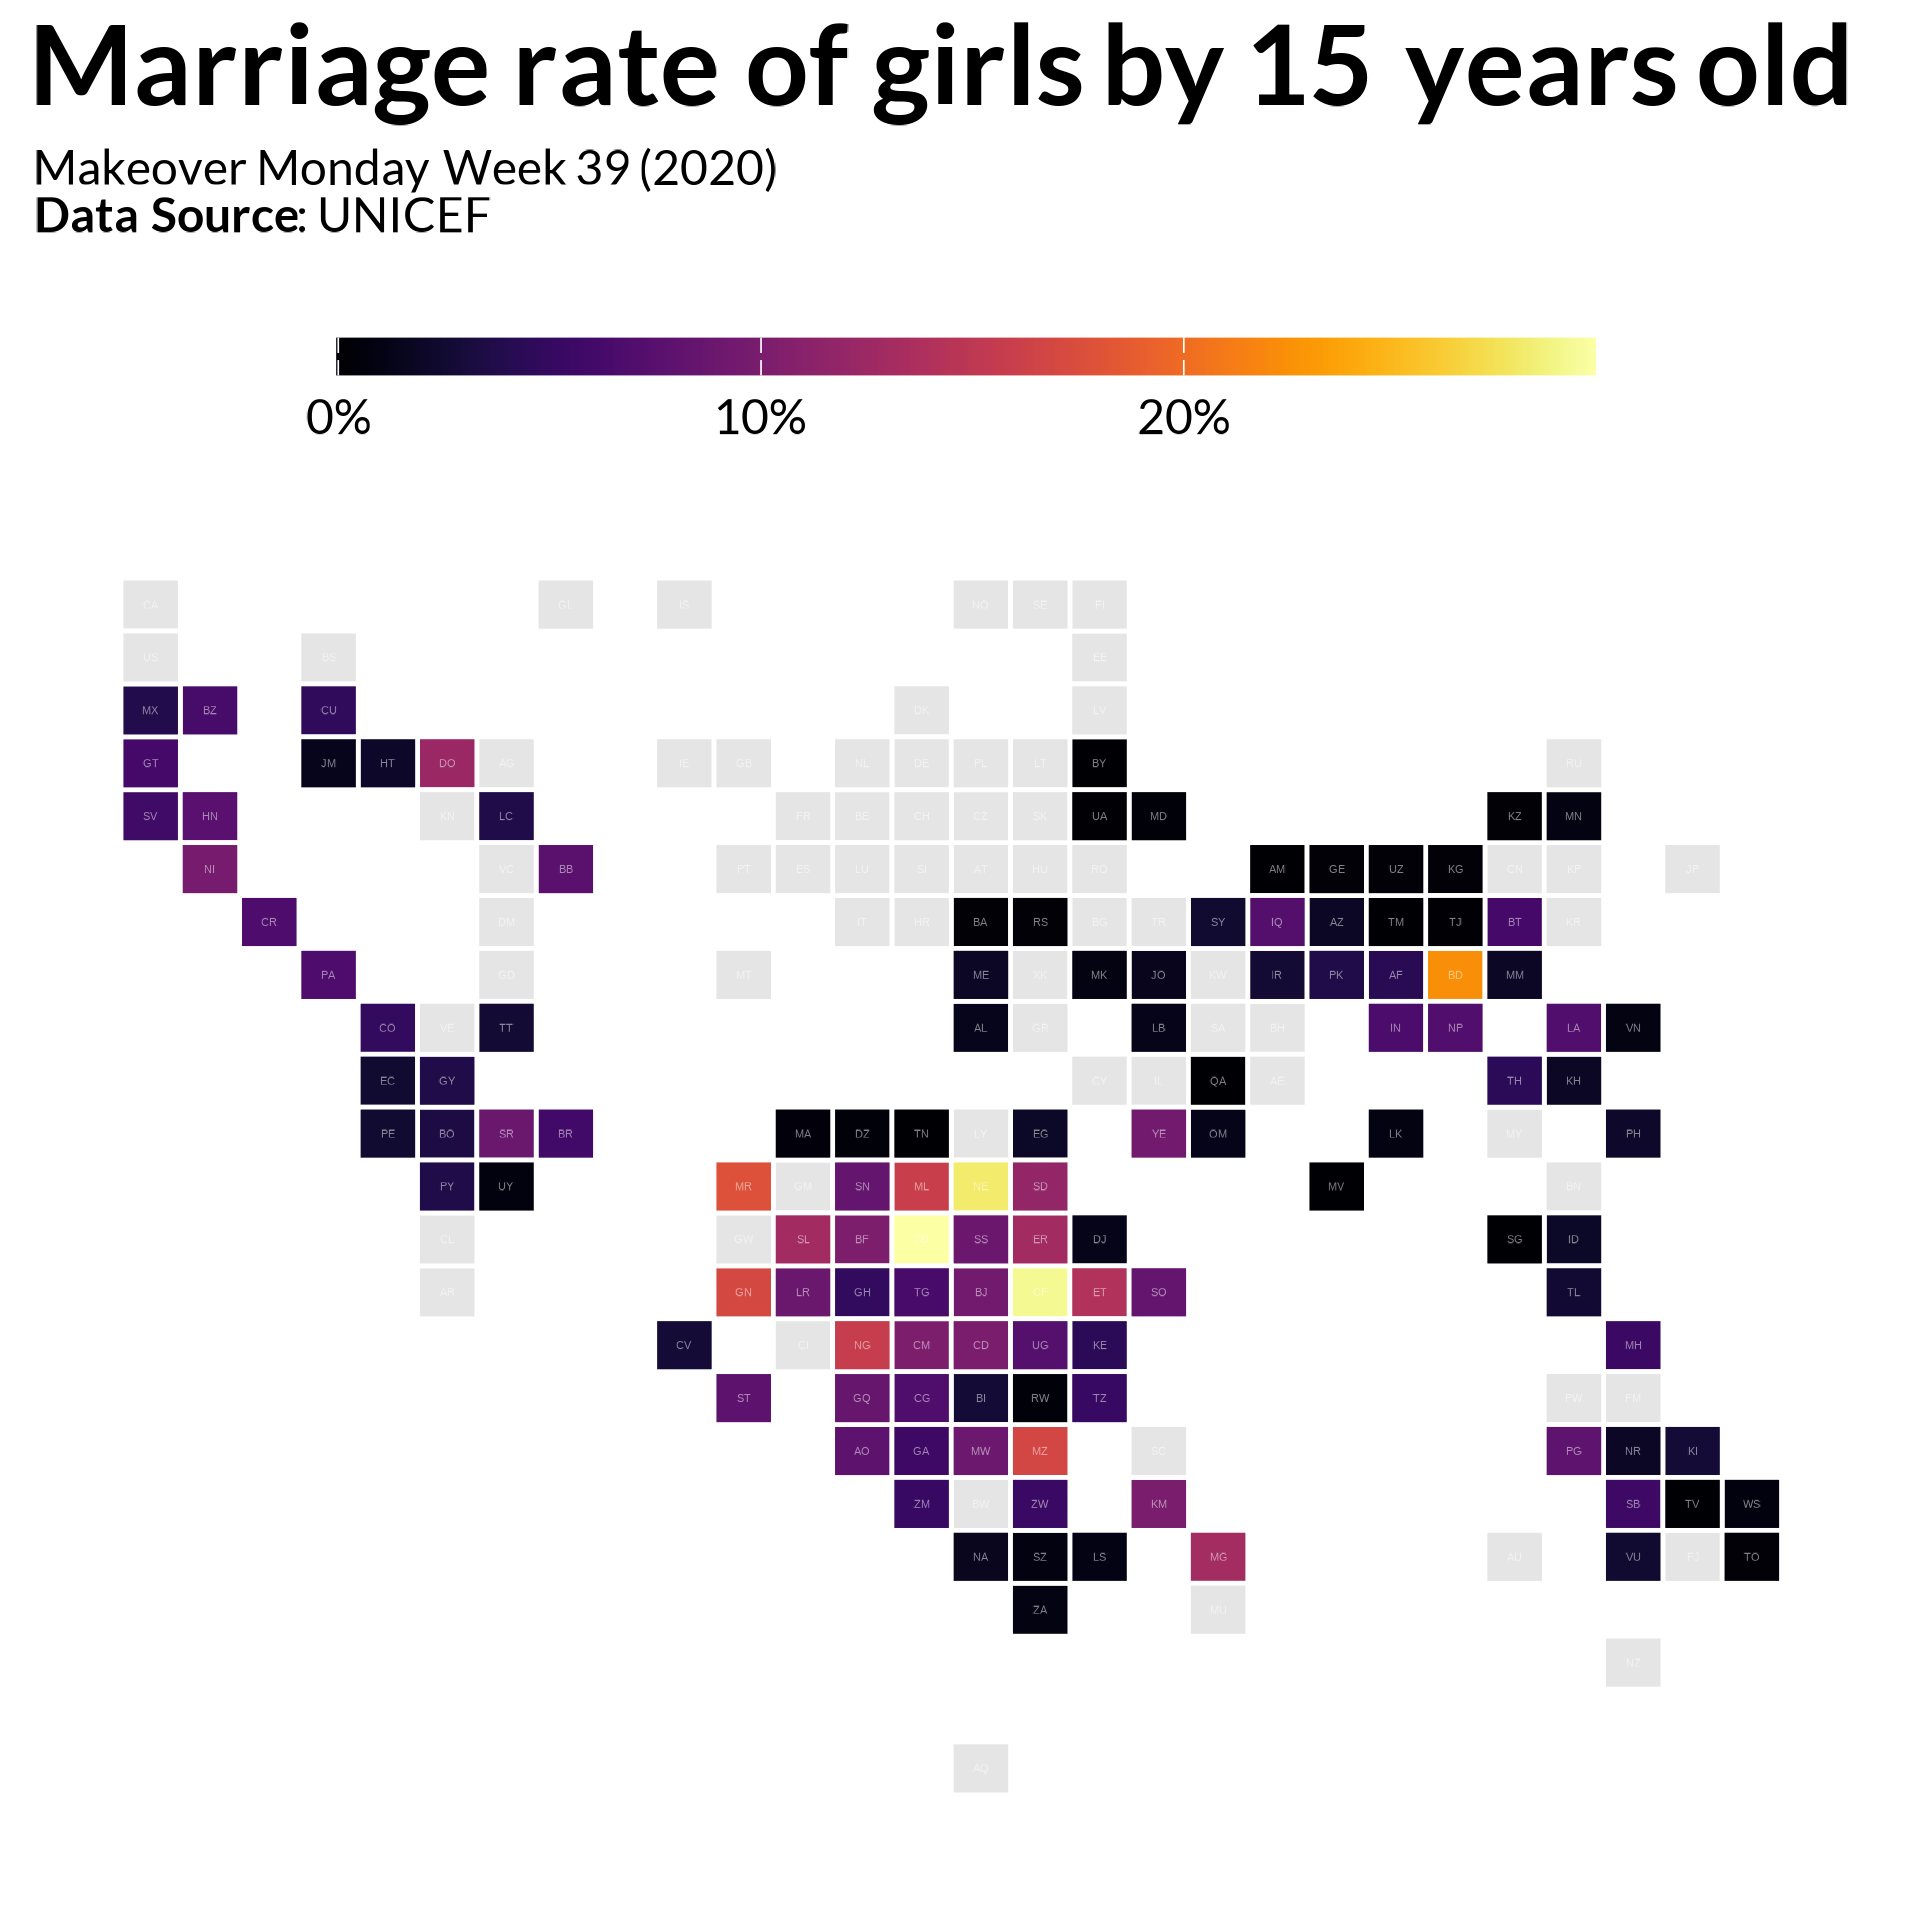 Marriage rate of girls by 15 years old
Makeover Monday Week 39 (2020)
Data Source: UNICEF
0% 10% 20%
CA GL IS NO SE FI
US BS EE
MX BZ CU DK LV
GT JM HT DO AG IE GB NL DE PL LT BY RU
SV HN KN LC FR BE CH CZ SK UA MD KZ MN
NI VC BB PT ES LU SI AT HU RO AM GE UZ KG CN KP JP
CR DM IT HR BA RS BG TR SY IQ AZ TM TJ BT KR
PA GD MT ME XK MK JO KW IR PK AF BD MM
CO VE TT AL GR LB SA BH IN NP LA VN
EC GY CY IL QA AE TH KH
PE BO SR BR MA DZ TN LY EG YE OM LK MY PH
PY UY MR GM SN ML NE SD MV BN
CL GW SL BF SS ER DJ SG ID
AR GN LR GH TG BJ CF ET SO TL
CV CI NG CM CD UG KE MH
ST GQ CG BI RW TZ PW FM
AO GA MW MZ SC PG NR KI
ZM BW ZW KM SB TV WS
NA SZ LS MG AU VU FJ TO
ZA MU
NZ
AQ